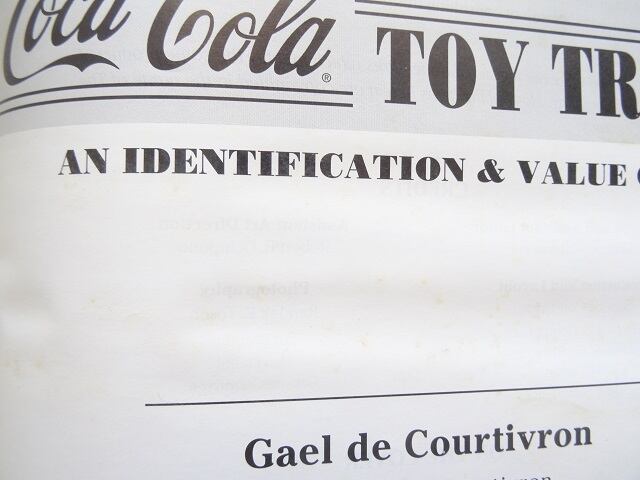 Coca Cola®
TOY TR
AN IDENTIFICATION & VALUE
Gael de Courtivron